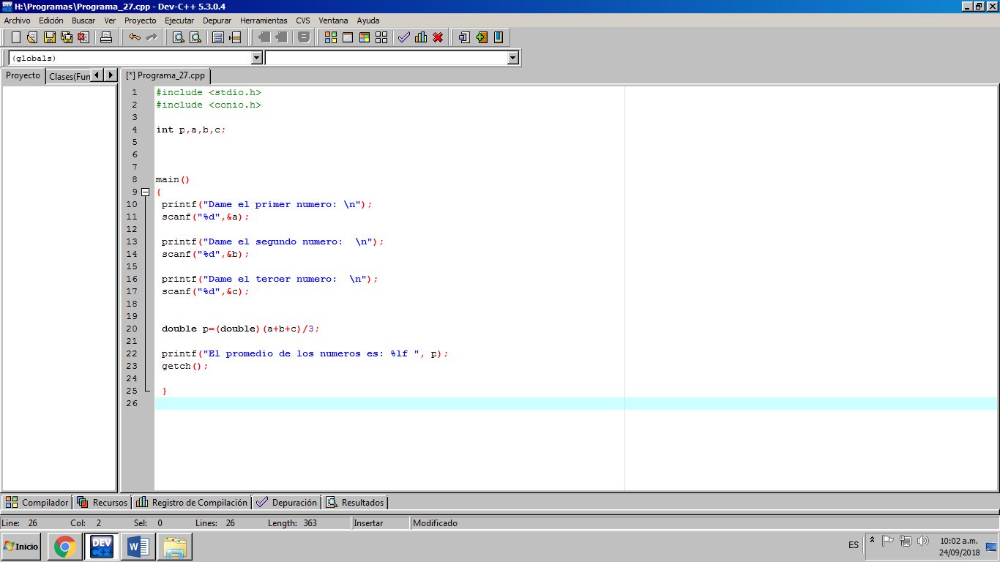 H:\Programas\Programa_27.cpp - Dev-C++ 5.3.0.4
Archivo Edición Buscar Ver Proyecto Ejecutar Depurar Herramientas CVS Ventana Ayuda
(globals)
Proyecto Clases(Fun [*] Programa_27.cpp
1 #include <stdio.h>
2 #include <conio.h>
3
4 int p,a,b,c;
5
6
7
8 main()
9 {
10 printf("Dame el primer numero: \n");
11 scanf("%d",&a);
12
13 printf("Dame el segundo numero:  \n");
14 scanf("%d",&b);
15
16 printf("Dame el tercer numero:  \n");
17 scanf("%d",&c);
18
19
20 double p=(double)(a+b+c)/3;
21
22 printf("El promedio de los numeros es: %lf ", p);
23 getch();
24
25 }
26
Compilador Recursos Registro de Compilación Depuración Resultados
Line: 26 Col: 2 Sel: 0 Lines: 26 Length: 363 Insertar Modificado
Inicio DEV C++ W ES 10:02 a.m.
24/09/2018